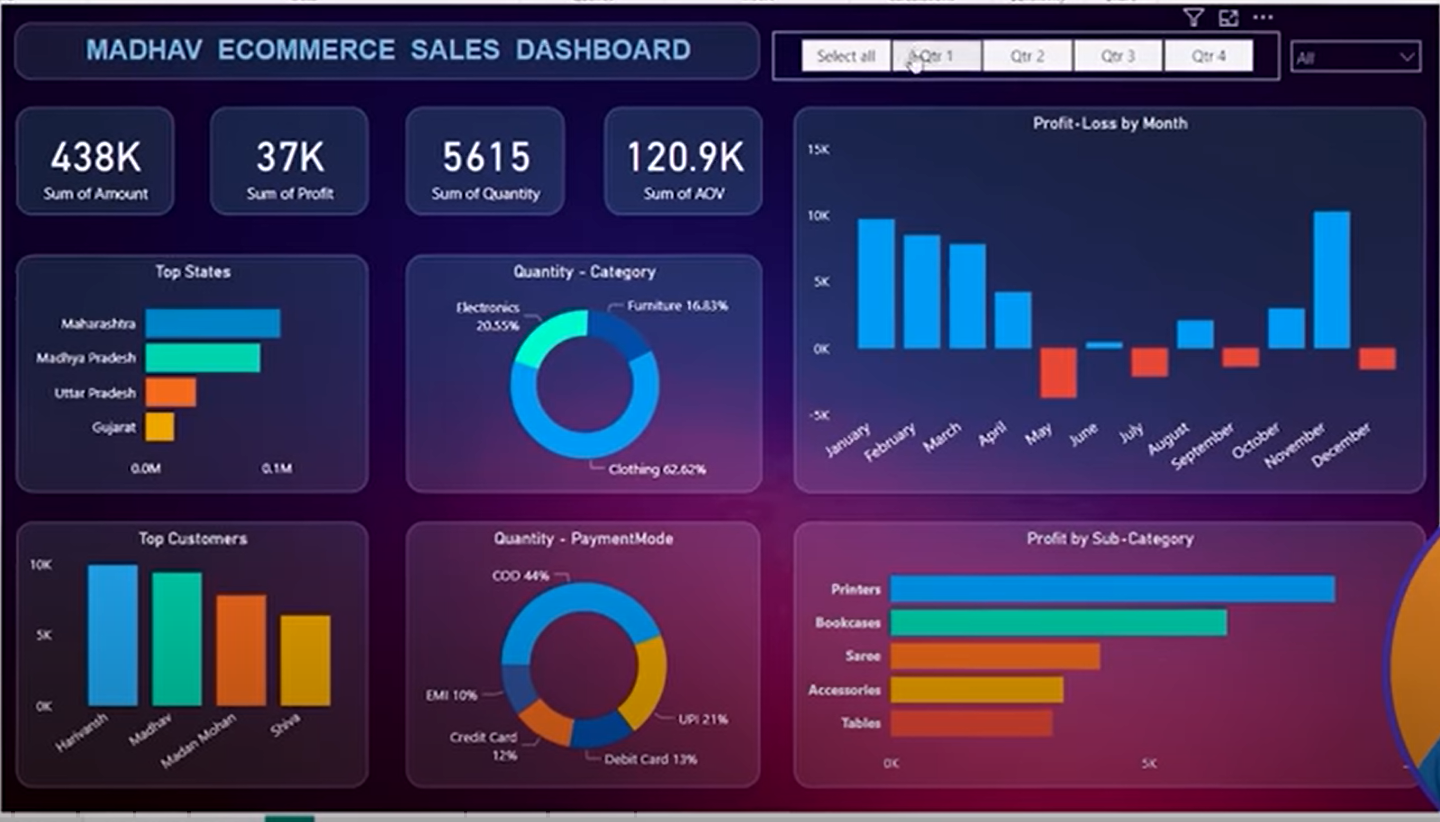 MADHAV ECOMMERCE SALES DASHBOARD
Select all
Qtr 1
Qtr 2
Qtr 3
Qtr 4
All
438K
Sum of Amount
37K
Sum of Profit
5615
Sum of Quantity
120.9K
Sum of AOV
Profit-Loss by Month
15K
10K
5K
0K
-5K
January
February
March
April
May
June
July
August
September
October
November
December
Top States
Maharashtra
Madhya Pradesh
Uttar Pradesh
Gujarat
0.0M
0.1M
Quantity - Category
Electronics
20.55%
Furniture 16.83%
Clothing 62.62%
Top Customers
10K
5K
0K
Harivansh
Madhav
Madan Mohan
Shiva
Quantity - PaymentMode
COD 44%
EMI 10%
Credit Card
12%
Debit Card 13%
UPI 21%
Profit by Sub-Category
Printers
Bookcases
Saree
Accessories
Tables
0K
5K